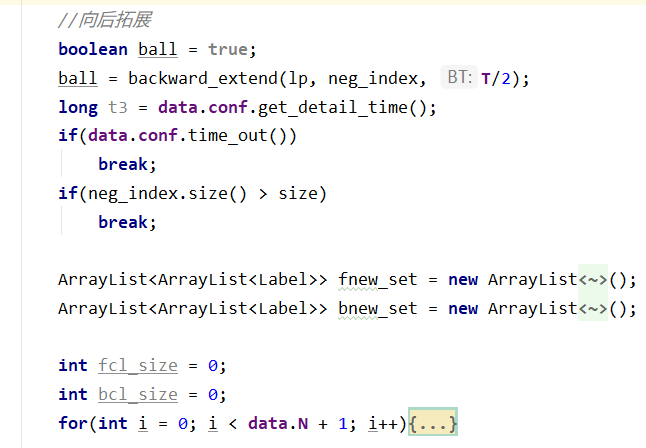 //向后拓展
boolean ball = true;
ball = backward_extend(lp, neg_index, BT: T/2);
long t3 = data.conf.get_detail_time();
if(data.conf.time_out())
    break;
if(neg_index.size() > size)
    break;
ArrayList<ArrayList<Label>> fnew_set = new ArrayList<~>();
ArrayList<ArrayList<Label>> bnew_set = new ArrayList<~>();
int fcl_size = 0;
int bcl_size = 0;
for(int i = 0; i < data.N + 1; i++){...}